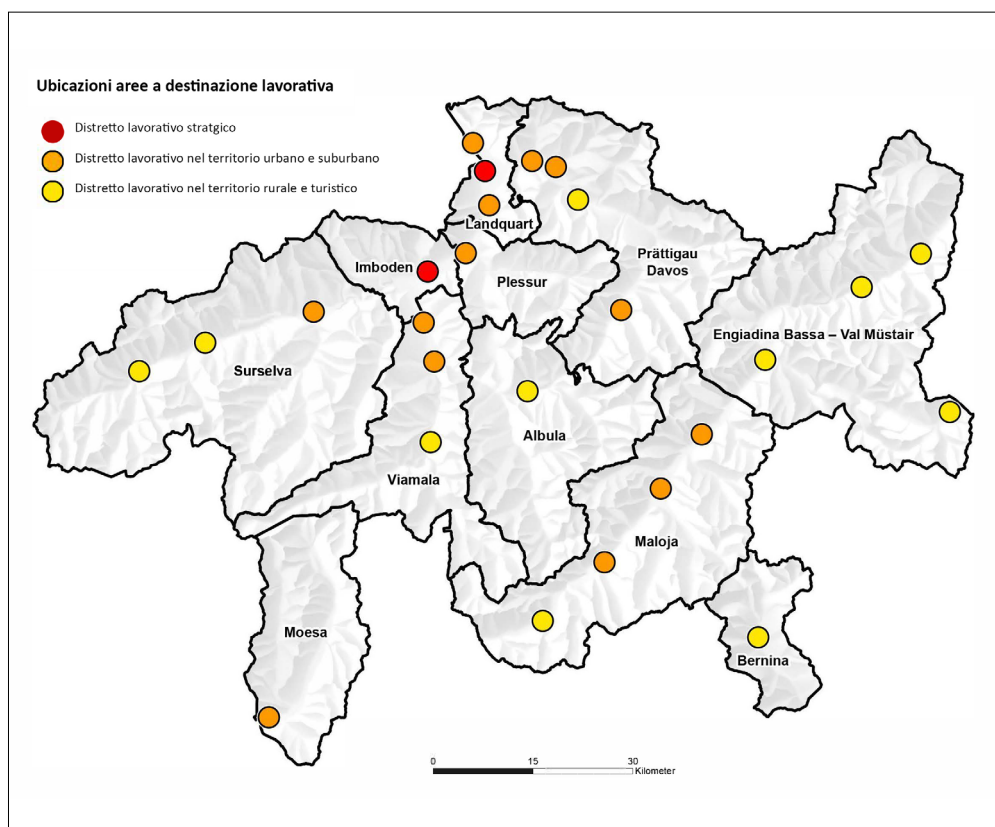 Ubicazioni aree a destinazione lavorativa
Distretto lavorativo stratgico
Distretto lavorativo nel territorio urbano e suburbano
Distretto lavorativo nel territorio rurale e turistico
Landquart
Imboden
Plessur
Prättigau
Davos
Engiadina Bassa – Val Müstair
Surselva
Albula
Viamala
Maloja
Moesa
Bernina
0 15 30
Kilometer